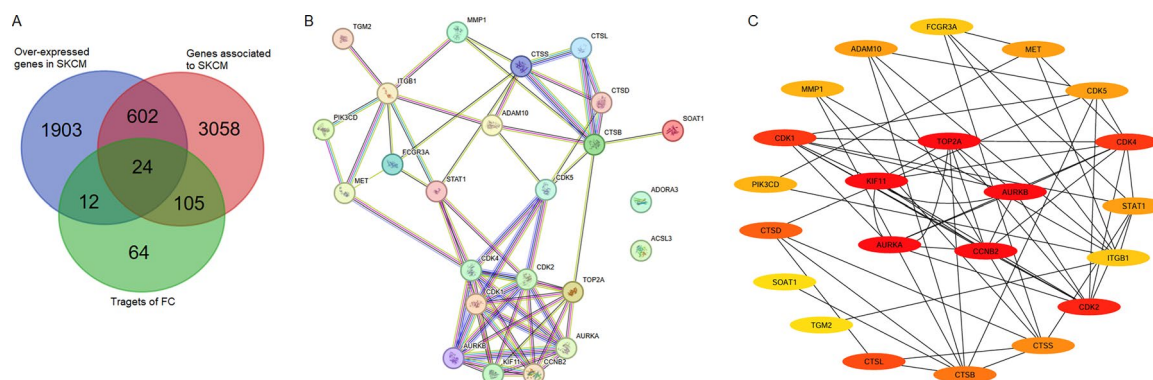 A
Over-expressed
genes in SKCM
Genes associated
to SKCM
1903
602
3058
24
12
105
64
Tragets of FC
B
TGM2
MMP1
CTSS
CTSL
ITGB1
CTSD
PIK3CD
ADAM10
CTSB
SOAT1
FCGR3A
MET
STAT1
CDK5
ADORA3
ACSL3
CDK4
CDK2
CDK1
TOP2A
AURKB
AURKA
KIF11
CCNB2
C
FCGR3A
ADAM10
MET
MMP1
CDK5
CDK1
TOP2A
CDK4
KIF11
PIK3CD
AURKB
STAT1
CTSD
AURKA
CCNB2
ITGB1
SOAT1
CDK2
TGM2
CTSS
CTSL
CTSB